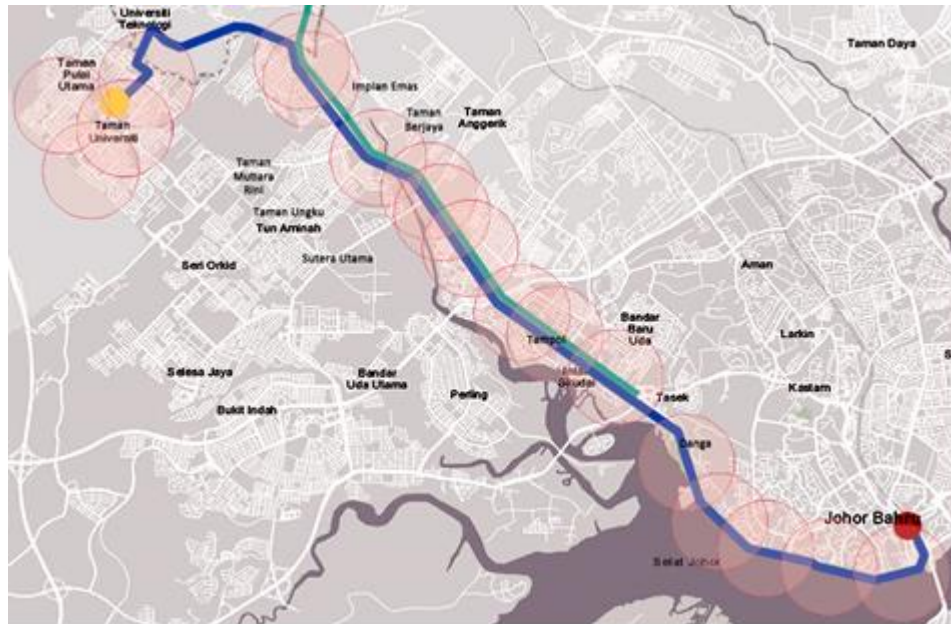 Universiti
Teknologi
Taman
Pulai
Utama
Taman
Universiti
Impian Emas
Taman
Berjaya
Taman
Anggerik
Taman Daya
Taman
Mutiara
Rini
Taman Ungku
Tun Aminah
Sutera Utama
Seri Orkid
Aman
Bandar
Baru
Uda
Larkin
Tampoi
Selesa Jaya
Bandar
Uda Utama
Skudai
Perling
Tasek
Kastam
Bukit Indah
Danga
Johor Bahru
Selat Johor